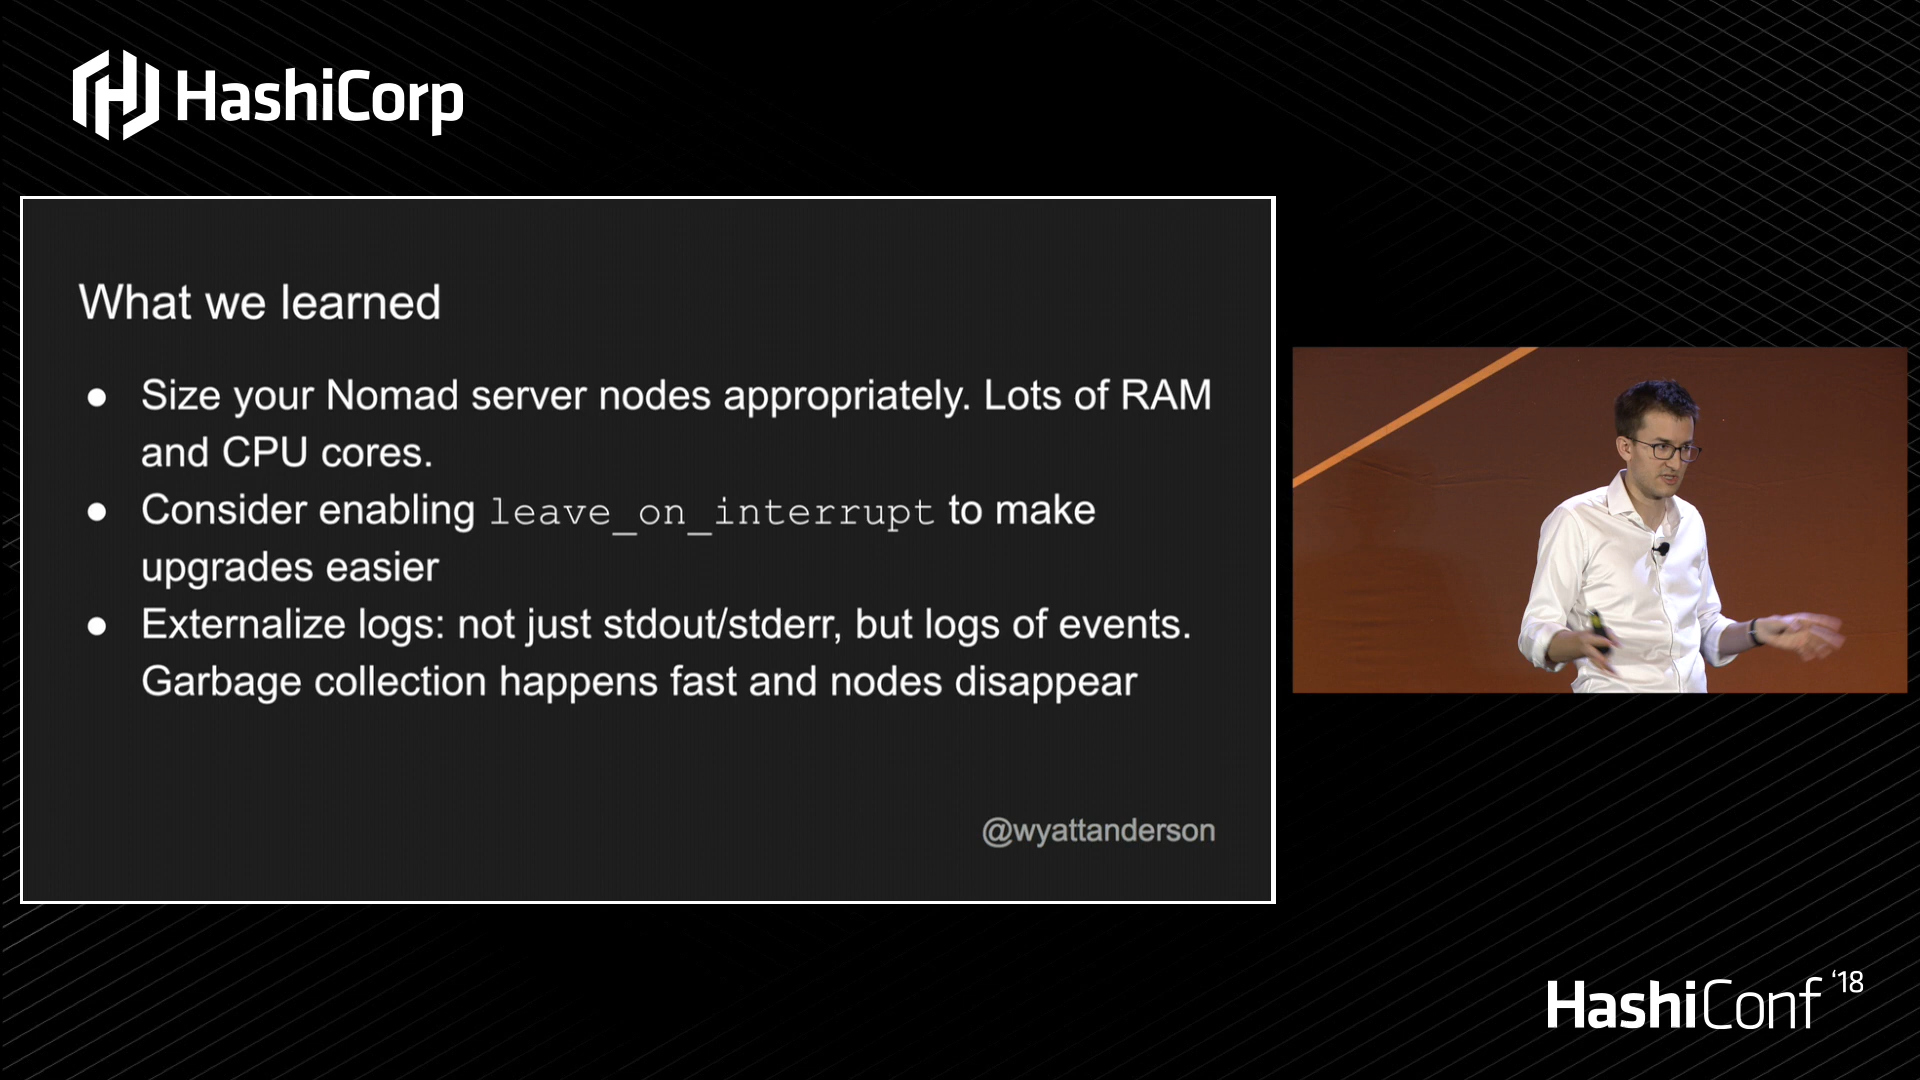 HashiCorp
What we learned
● Size your Nomad server nodes appropriately. Lots of RAM
and CPU cores.
● Consider enabling leave_on_interrupt to make
upgrades easier
● Externalize logs: not just stdout/stderr, but logs of events.
Garbage collection happens fast and nodes disappear
@wyattanderson
HashiConf '18